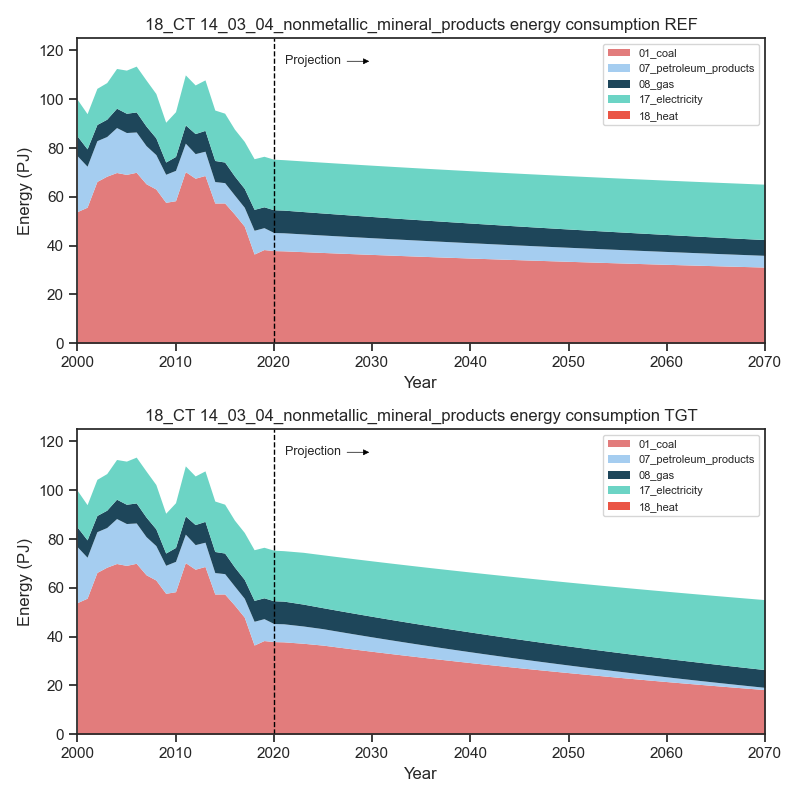 18_CT 14_03_04_nonmetallic_mineral_products energy consumption REF
120
100
80
60
40
20
0
Energy (PJ)
Projection
01_coal
07_petroleum_products
08_gas
17_electricity
18_heat
2000 2010 2020 2030 2040 2050 2060 2070
Year
18_CT 14_03_04_nonmetallic_mineral_products energy consumption TGT
120
100
80
60
40
20
0
Energy (PJ)
Projection
01_coal
07_petroleum_products
08_gas
17_electricity
18_heat
2000 2010 2020 2030 2040 2050 2060 2070
Year